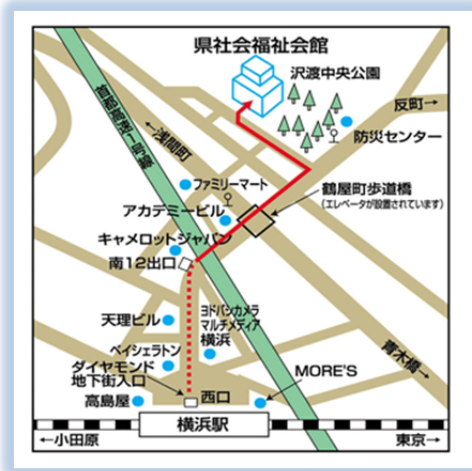 県社会福祉会館
沢渡中央公園
反町→
防災センター
首都高速1号線
←浅間町
ファミリーマート
鶴屋町歩道橋
(エレベータが設置されています)
アカデミービル
キャメロットジャパン
南12出口
天理ビル
ヨドバシカメラ
マルチメディア
横浜
ベイシェラトン
青木橋→
ダイヤモンド
地下街入口
MORE'S
高島屋
西口
横浜駅
←小田原
東京→